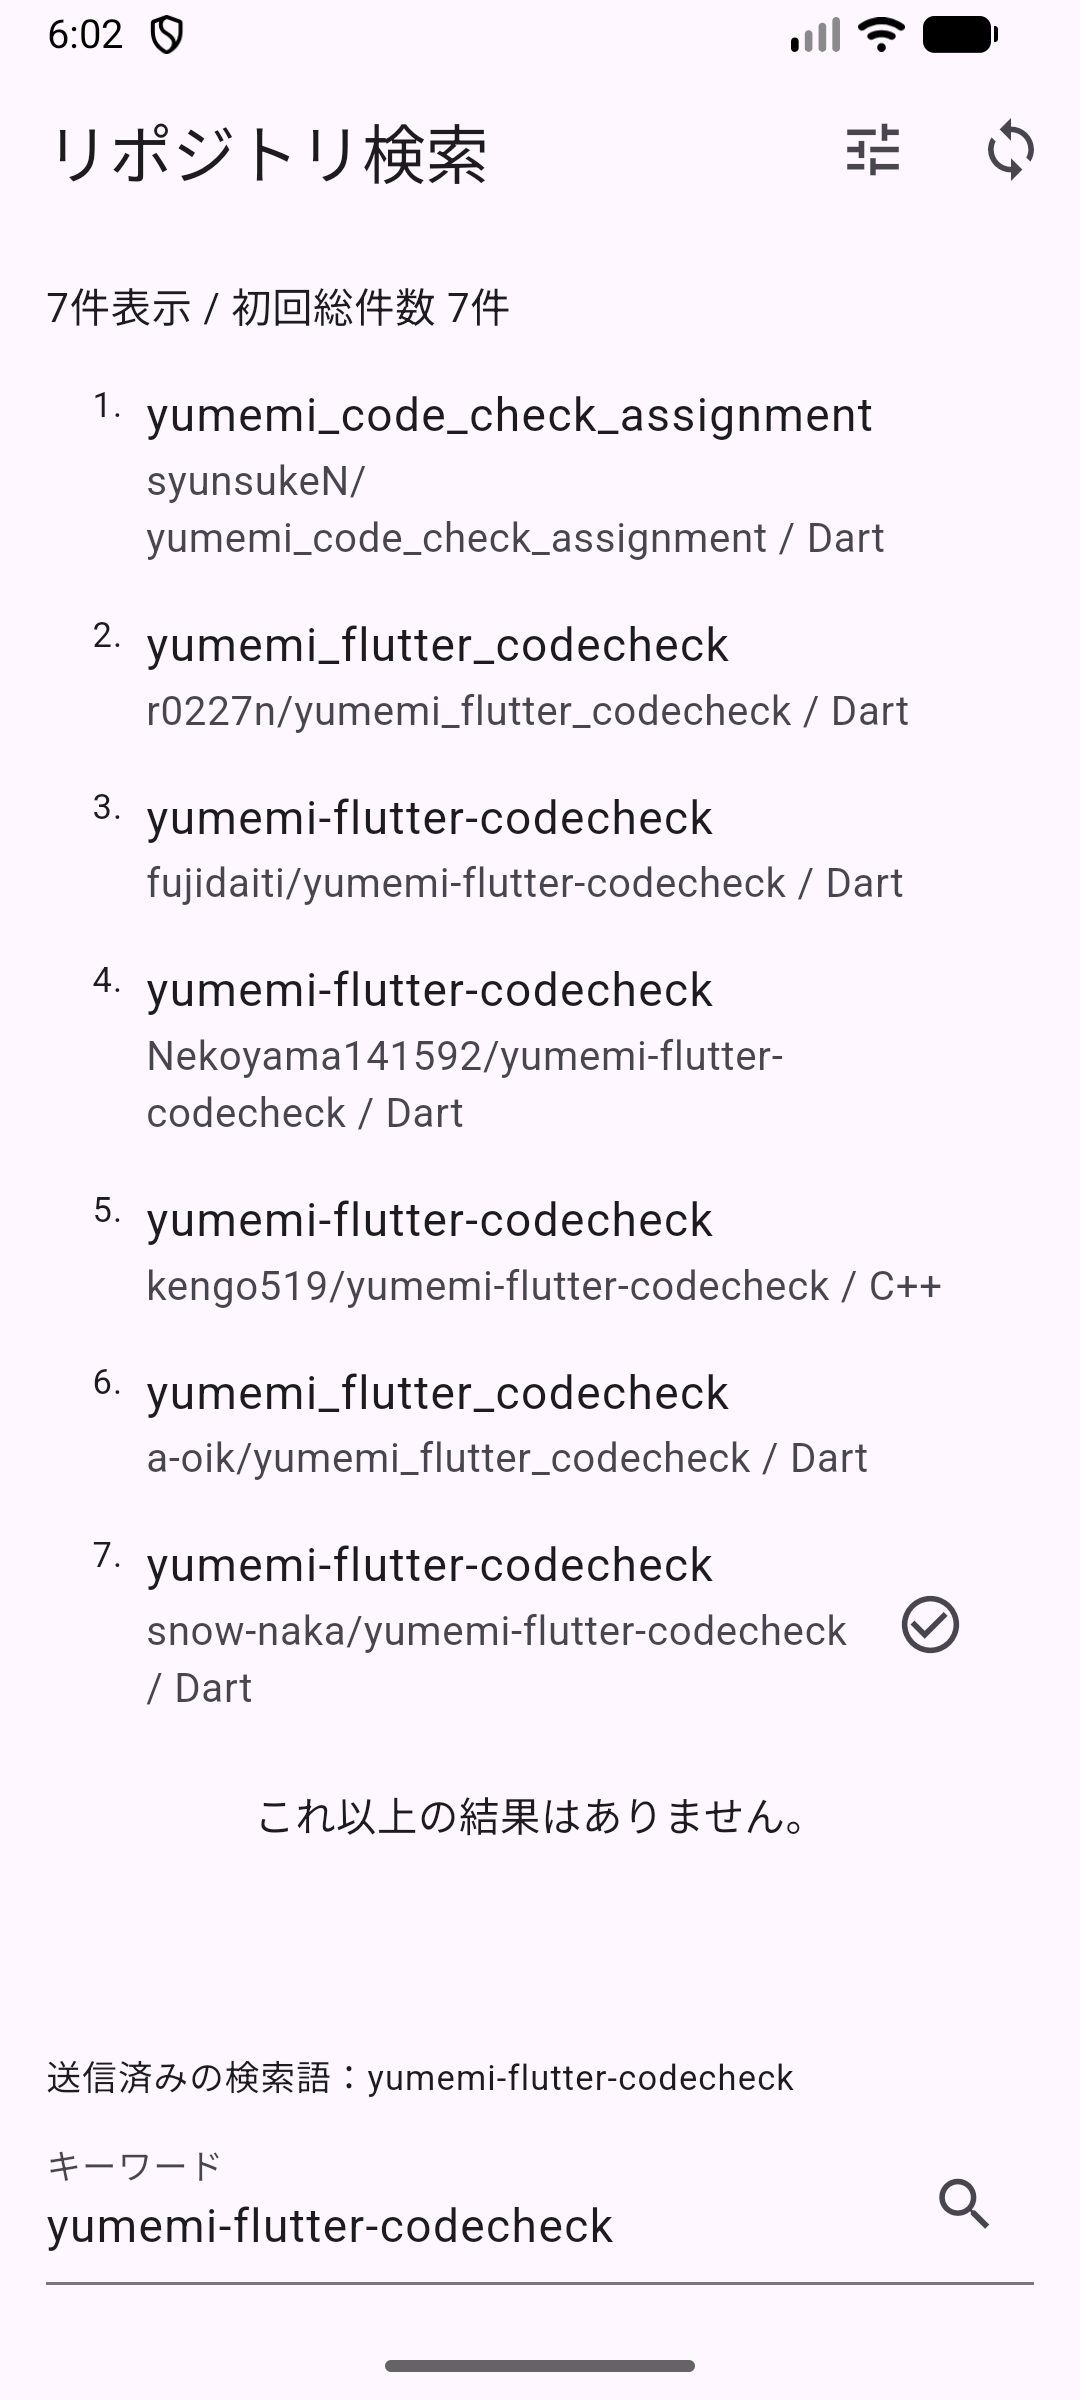 6:02
リポジトリ検索
7件表示 / 初回総件数 7件
1. yumemi_code_check_assignment
syunsukeN/
yumemi_code_check_assignment / Dart
2. yumemi_flutter_codecheck
r0227n/yumemi_flutter_codecheck / Dart
3. yumemi-flutter-codecheck
fujidaiti/yumemi-flutter-codecheck / Dart
4. yumemi-flutter-codecheck
Nekoyama141592/yumemi-flutter-
codecheck / Dart
5. yumemi-flutter-codecheck
kengo519/yumemi-flutter-codecheck / C++
6. yumemi_flutter_codecheck
a-oik/yumemi_flutter_codecheck / Dart
7. yumemi-flutter-codecheck
snow-naka/yumemi-flutter-codecheck
/ Dart
これ以上の結果はありません。
送信済みの検索語：yumemi-flutter-codecheck
キーワード
yumemi-flutter-codecheck